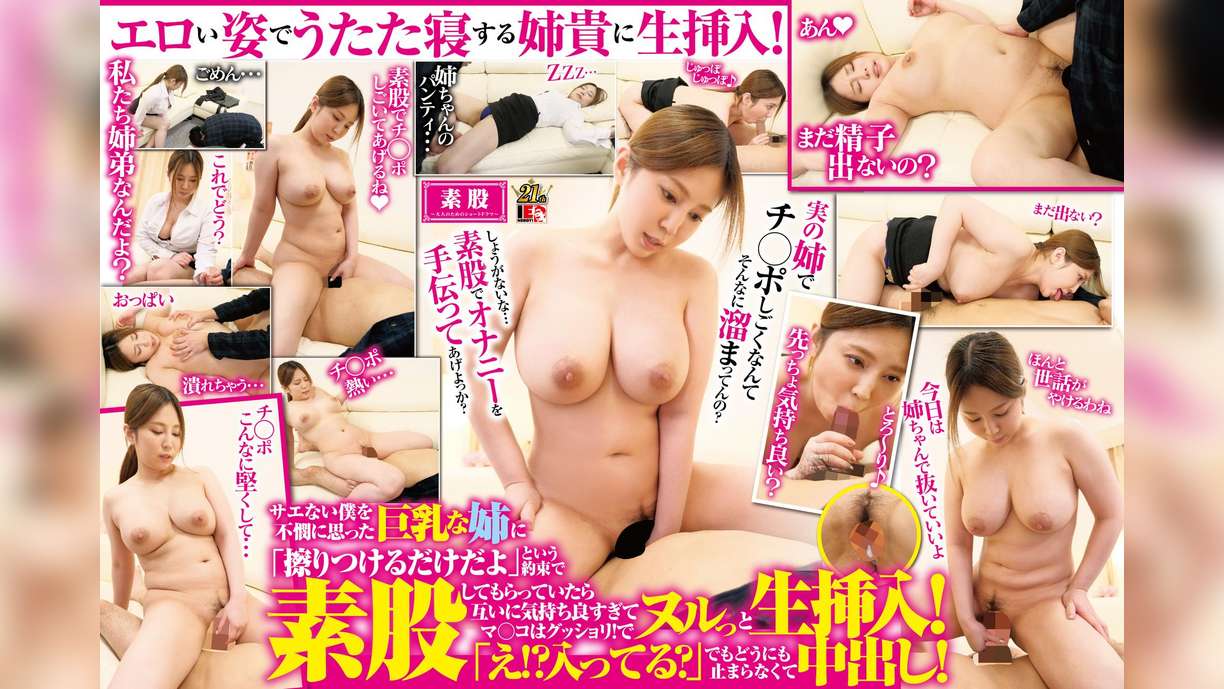 エロい姿でうたた寝する姉貴に生挿入!
私たち姉弟なんだよ?
ごめん・・・
これでどう?
素股でチ◯ポ
しごいてあげるね♥
姉ちゃんの
パンティ・・・
ZZZ…
じゅっぽ
じゅっぽ♪
あん♥
まだ精子
出ないの?
素股
21th
しょうがないな…
素股でオナニーを
手伝って
あげよっか?
実の姉で
チ◯ポしごくなんて
そんなに溜まってんの?
まだ出ない?
おっぱい
潰れちゃう・・・
チ◯ポ
熱い・・・
チ◯ポ
こんなに堅くして・・・
先っちょ気持ち良い?
とろ〜り♪
ほんと
世話が
やけるわね
今日は
姉ちゃんで抜いていいよ
サエない僕を
不憫に思った巨乳な姉に
「擦りつけるだけだよ」という約束で
素股してもらっていたら
互いに気持ち良すぎて
マ◯コはグッショリ!でヌルっと生挿入!
「え!?入ってる?」でもどうにも
止まらなくて中出し!